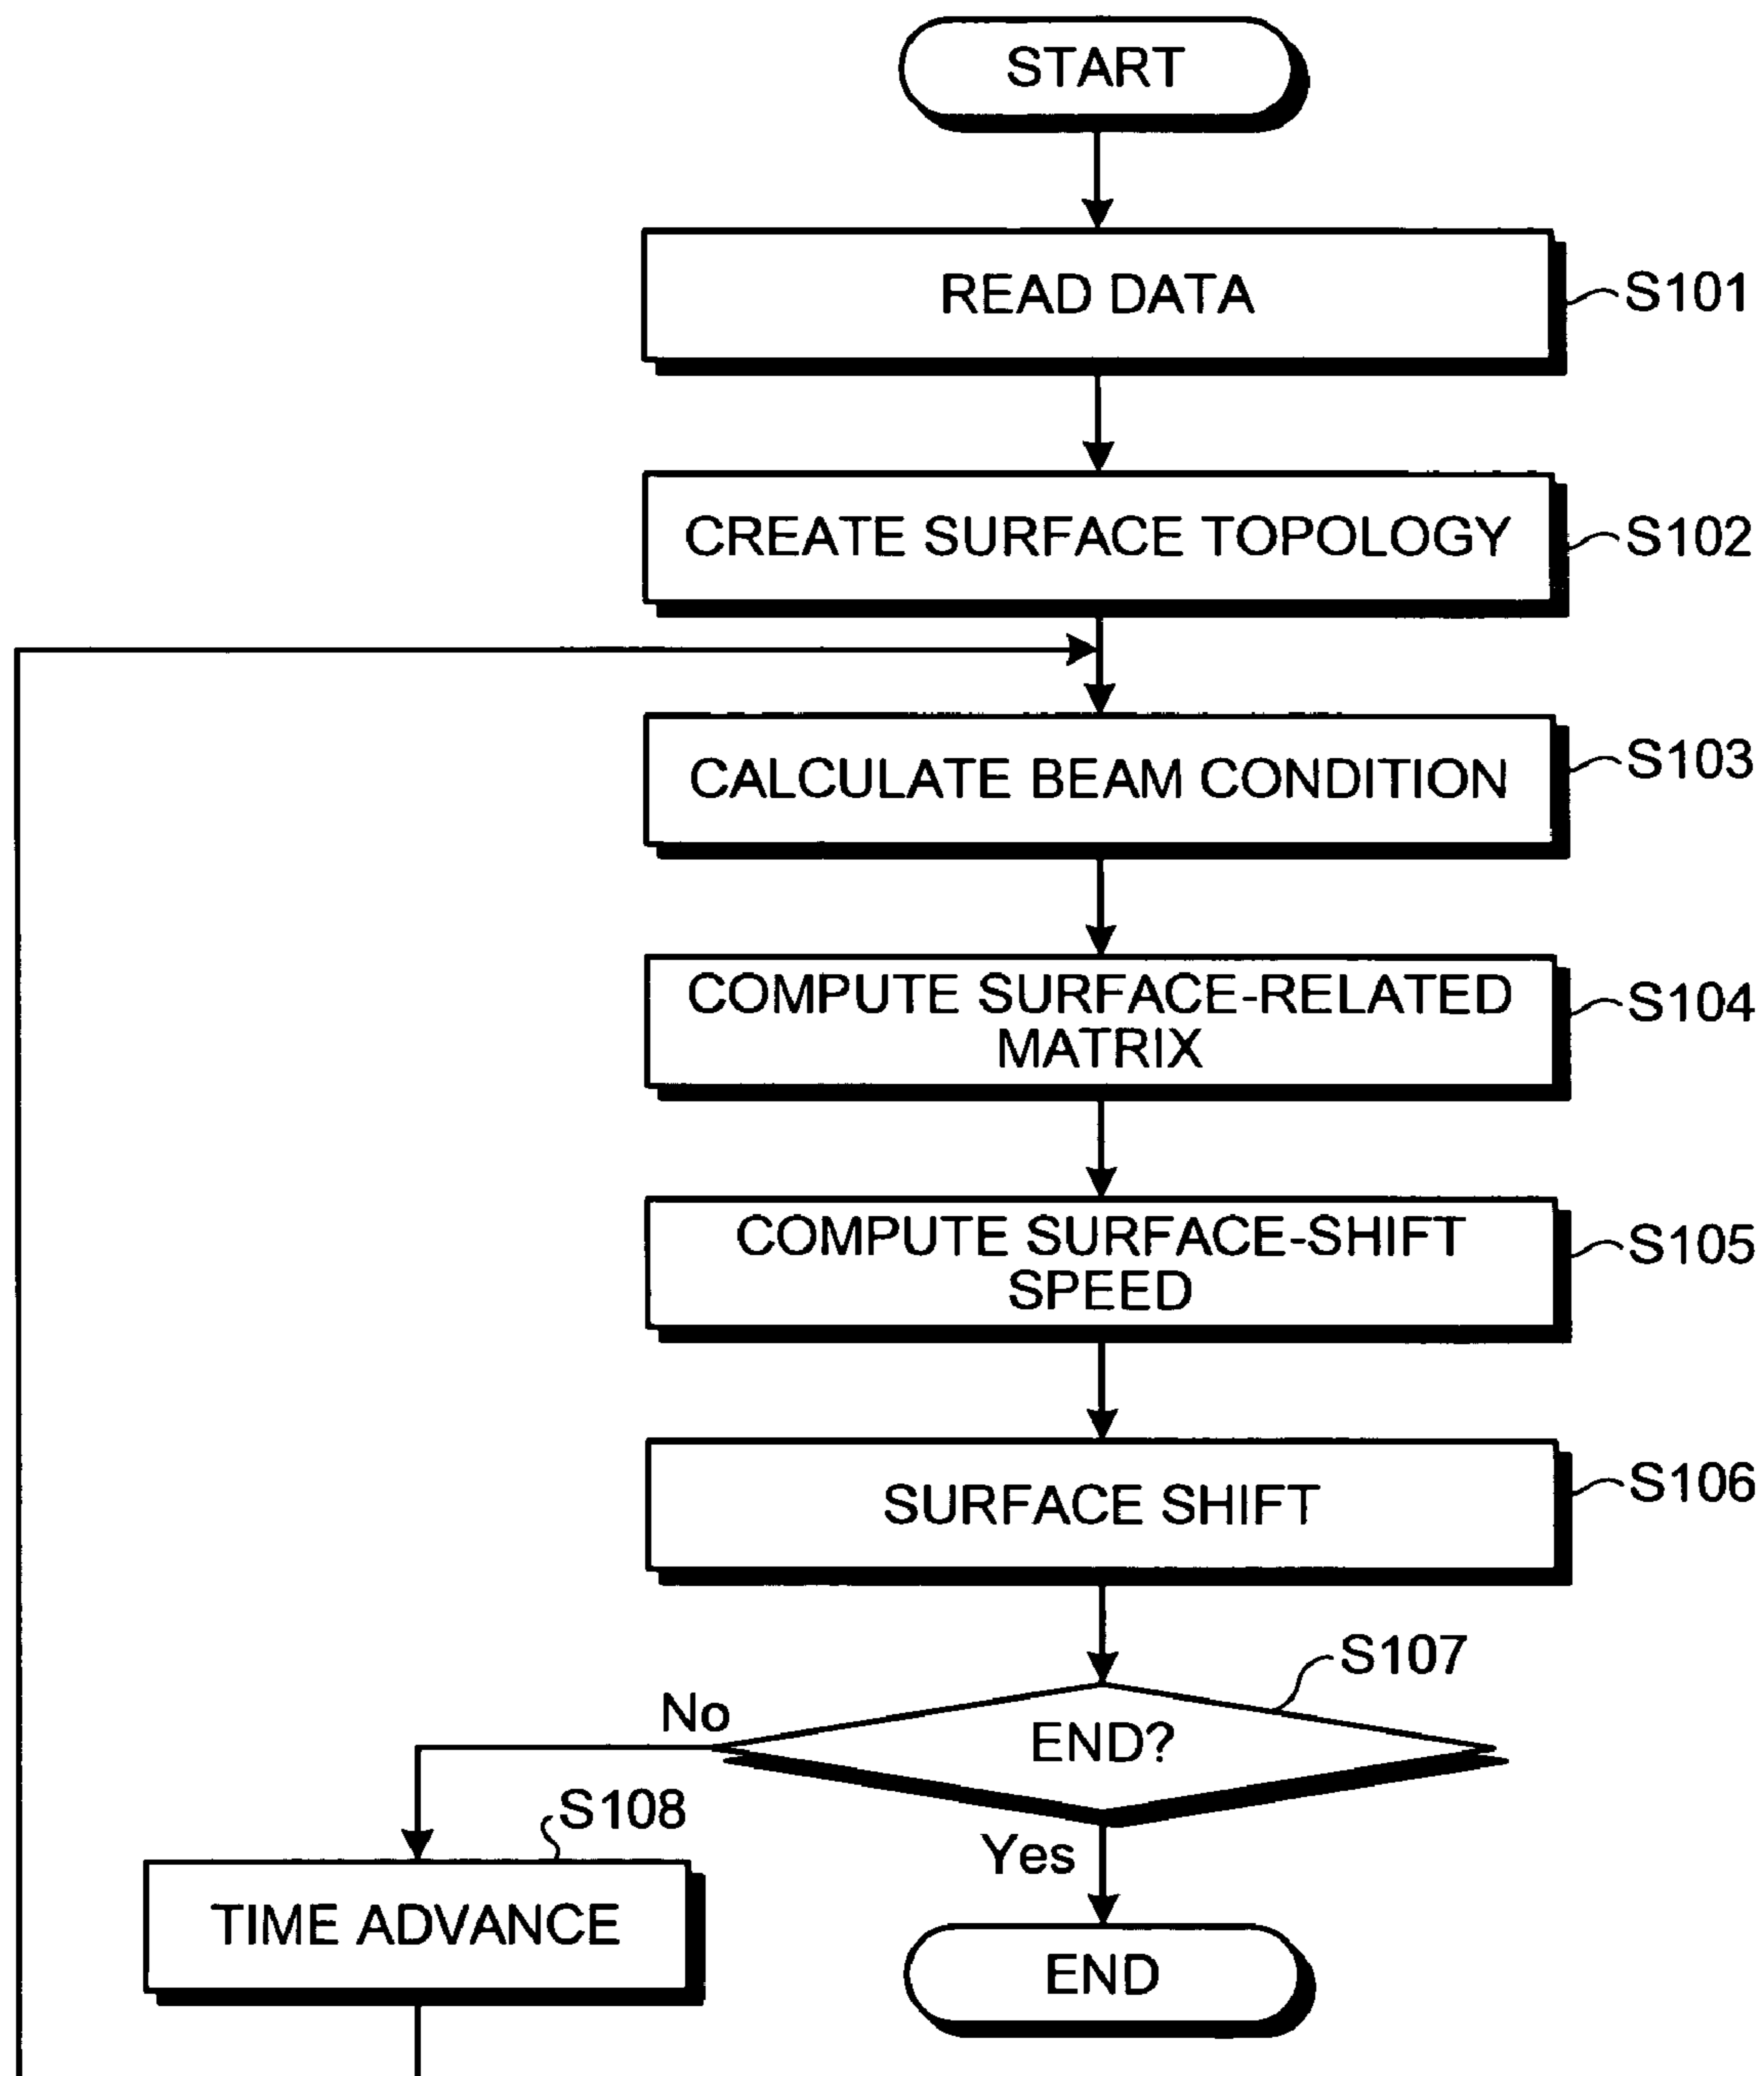 START
READ DATA
S101
CREATE SURFACE TOPOLOGY
S102
CALCULATE BEAM CONDITION
S103
COMPUTE SURFACE-RELATED
MATRIX
S104
COMPUTE SURFACE-SHIFT
SPEED
S105
SURFACE SHIFT
S106
S107
No
END?
S108
Yes
TIME ADVANCE
END